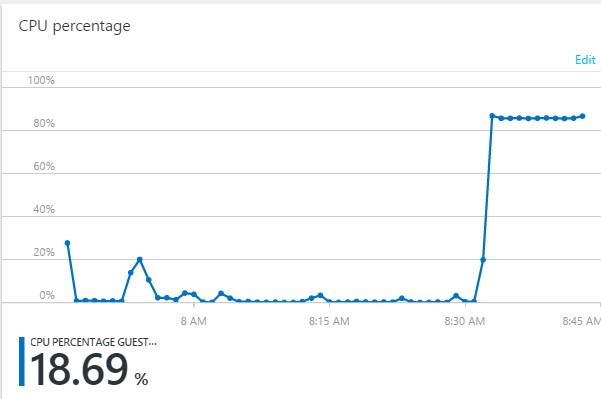 CPU percentage
Edit
100%
80%
60%
40%
20%
0%
8 AM 8:15 AM 8:30 AM 8:45 AM
CPU PERCENTAGE GUEST...
18.69 %